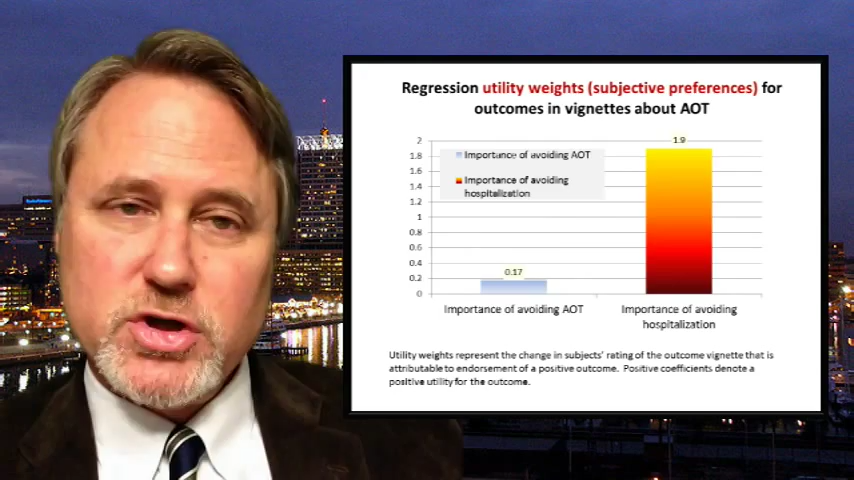 Regression utility weights (subjective preferences) for
outcomes in vignettes about AOT
2
1.8
1.6
1.4
1.2
1
0.8
0.6
0.4
0.2
0
Importance of avoiding AOT
Importance of avoiding
hospitalization
0.17
1.9
Importance of avoiding AOT
Importance of avoiding
hospitalization
Utility weights represent the change in subjects' rating of the outcome vignette that is
attributable to endorsement of a positive outcome. Positive coefficients denote a
positive utility for the outcome.